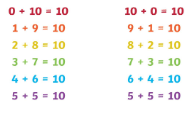 0 + 10 = 10
1 + 9 = 10
2 + 8 = 10
3 + 7 = 10
4 + 6 = 10
5 + 5 = 10
10 + 0 = 10
9 + 1 = 10
8 + 2 = 10
7 + 3 = 10
6 + 4 = 10
5 + 5 = 10